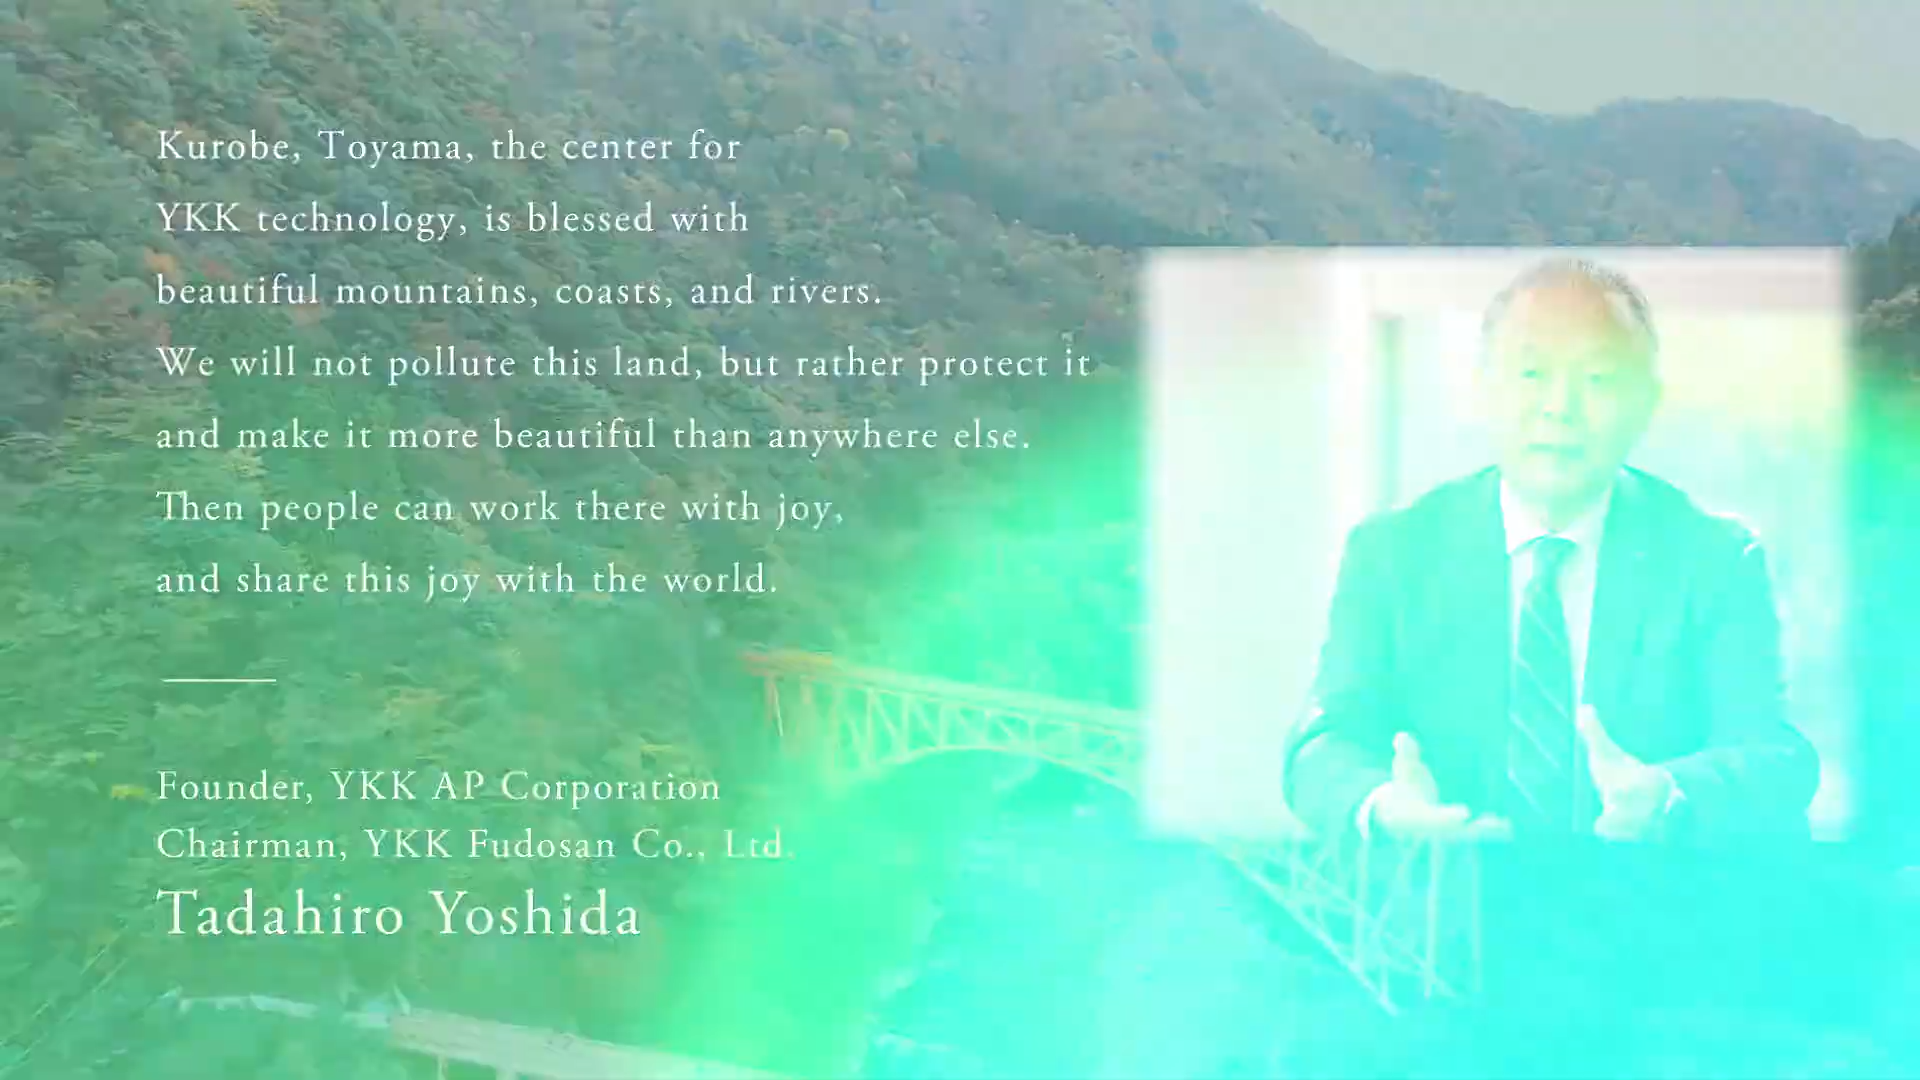 Kurobe, Toyama, the center for
YKK technology, is blessed with
beautiful mountains, coasts, and rivers.
We will not pollute this land, but rather protect it
and make it more beautiful than anywhere else.
Then people can work there with joy,
and share this joy with the world.
Founder, YKK AP Corporation
Chairman, YKK Fudosan Co., Ltd.
Tadahiro Yoshida